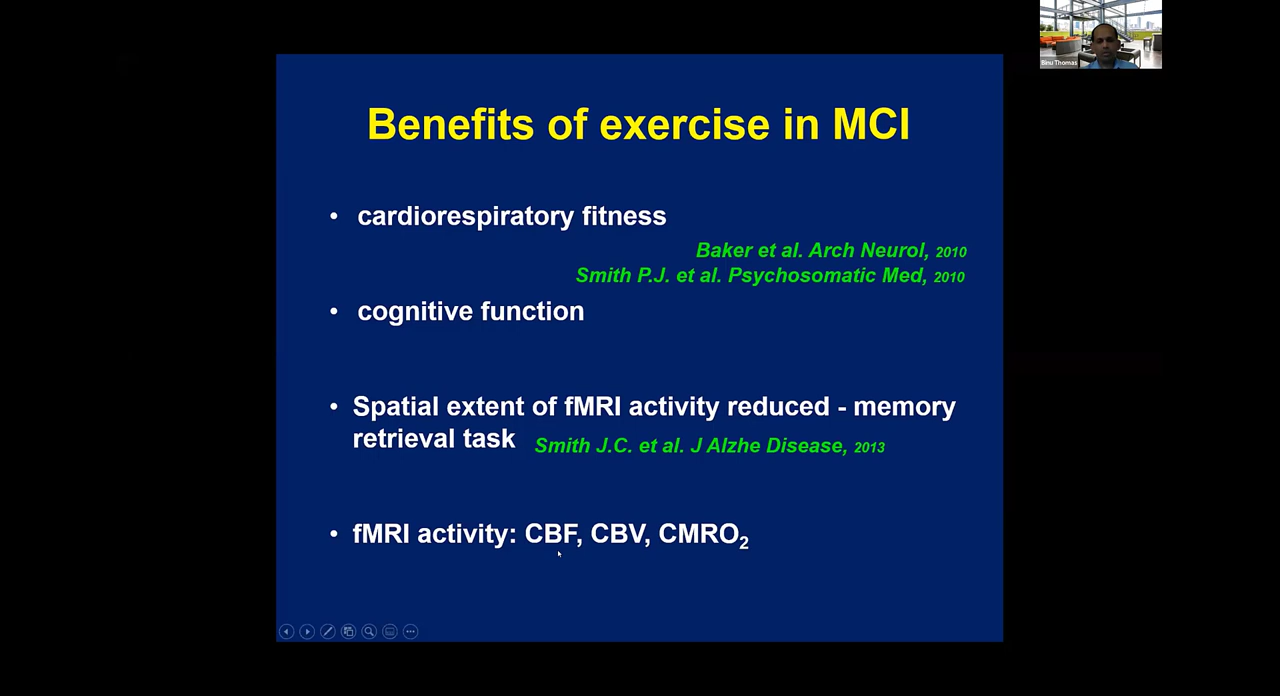 Binu Thomas
Benefits of exercise in MCI
• cardiorespiratory fitness
Baker et al. Arch Neurol, 2010
Smith P.J. et al. Psychosomatic Med, 2010
• cognitive function
• Spatial extent of fMRI activity reduced - memory
retrieval task Smith J.C. et al. J Alzhe Disease, 2013
• fMRI activity: CBF, CBV, CMRO₂